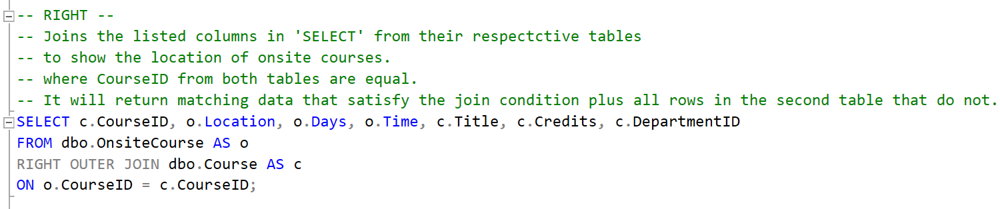 -- RIGHT --
-- Joins the listed columns in 'SELECT' from their respectctive tables
-- to show the location of onsite courses.
-- where CourseID from both tables are equal.
-- It will return matching data that satisfy the join condition plus all rows in the second table that do not.
SELECT c.CourseID, o.Location, o.Days, o.Time, c.Title, c.Credits, c.DepartmentID
FROM dbo.OnsiteCourse AS o
RIGHT OUTER JOIN dbo.Course AS c
ON o.CourseID = c.CourseID;